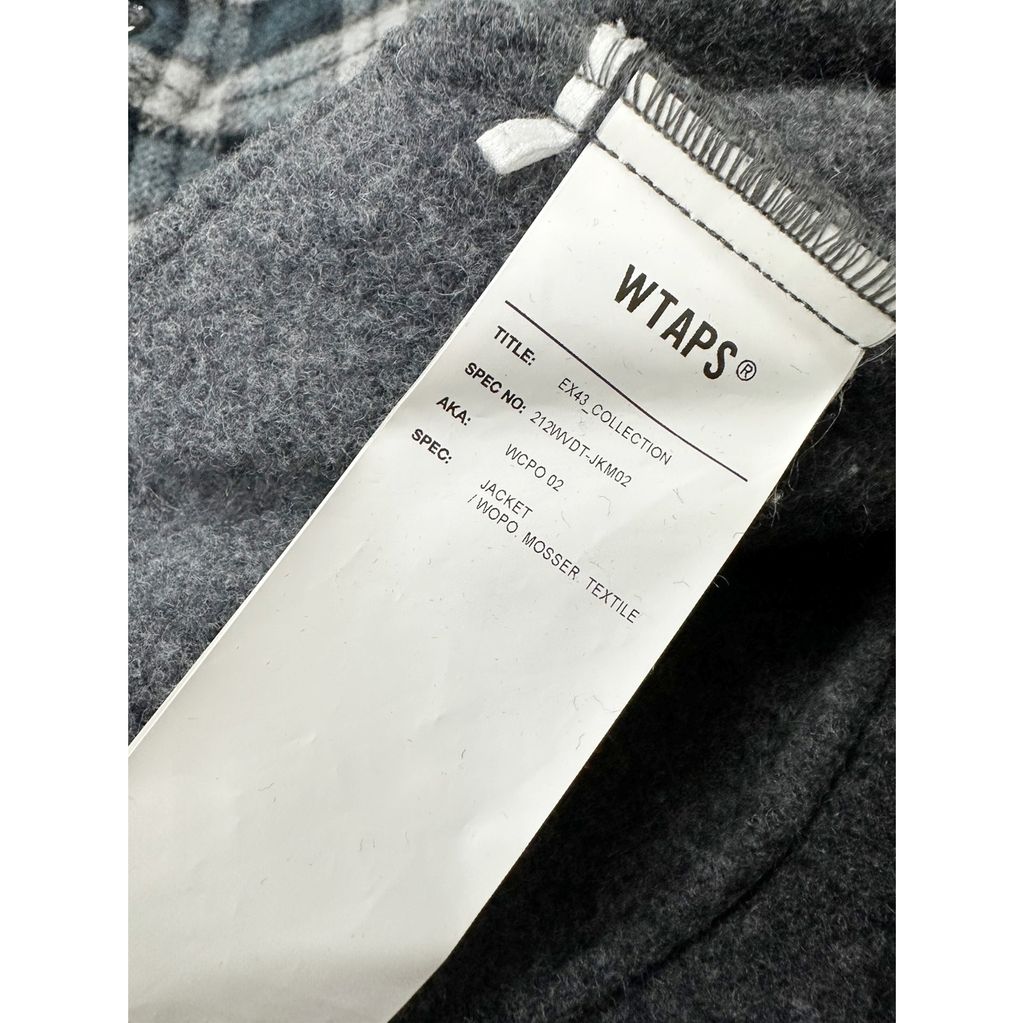 WTAPS®
TITLE: EX43_COLLECTION
SPEC NO: 212WVDT-JKM02
AKA: WCPO 02
SPEC: JACKET
/ WOPO. MOSSER. TEXTILE